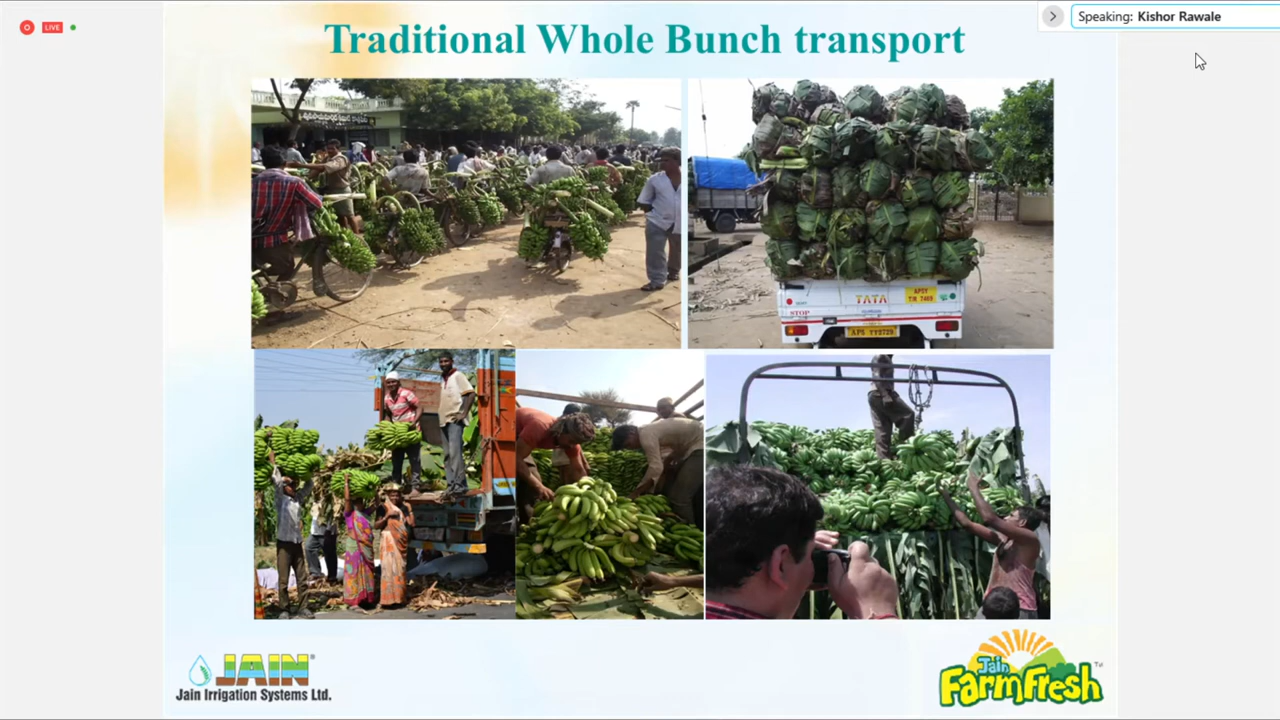 LIVE
Speaking: Kishor Rawale
Traditional Whole Bunch transport
TATA
STOP
JAIN®
Jain Irrigation Systems Ltd.
Jain
FarmFresh